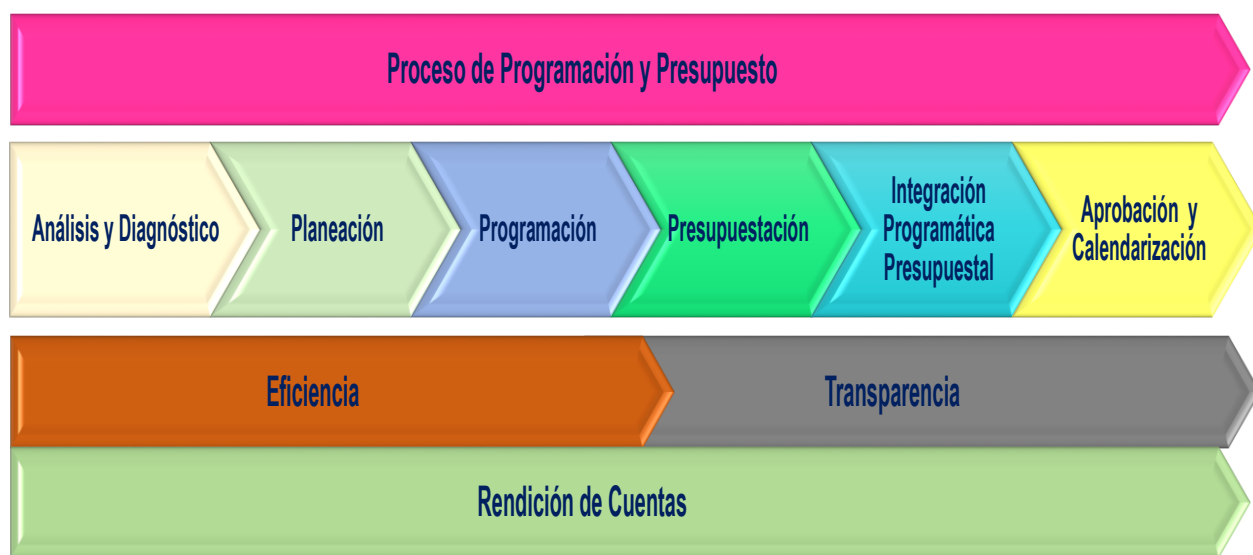 Proceso de Programación y Presupuesto
Análisis y Diagnóstico
Planeación
Programación
Presupuestación
Integración
Programática
Presupuestal
Aprobación y
Calendarización
Eficiencia
Transparencia
Rendición de Cuentas